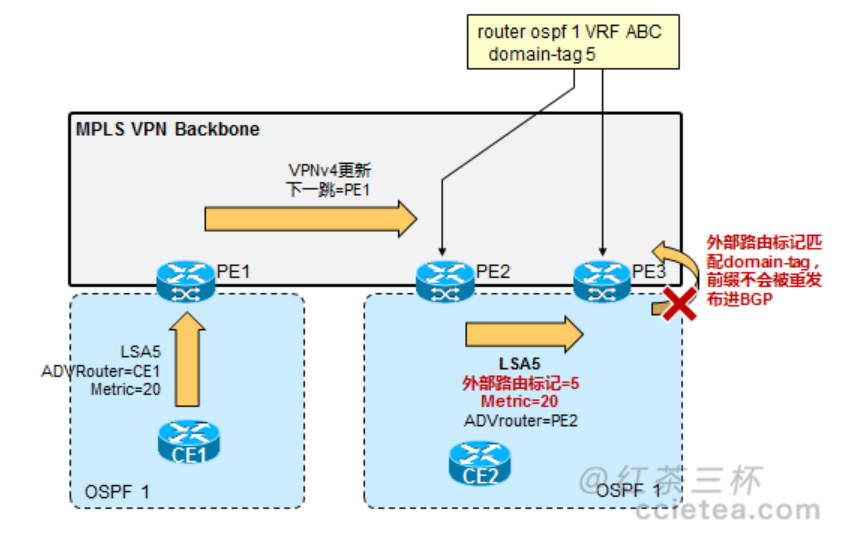 router ospf 1 VRF ABC
domain-tag 5
MPLS VPN Backbone
VPNv4更新
下一跳=PE1
PE1
PE2
PE3
外部路由标记匹
配domain-tag，
前缀不会被重发
布进BGP
LSA5
ADVRouter=CE1
Metric=20
LSA5
外部路由标记=5
Metric=20
ADVrouter=PE2
CE1
CE2
OSPF 1
OSPF 1
@红茶三杯
ccietea.com